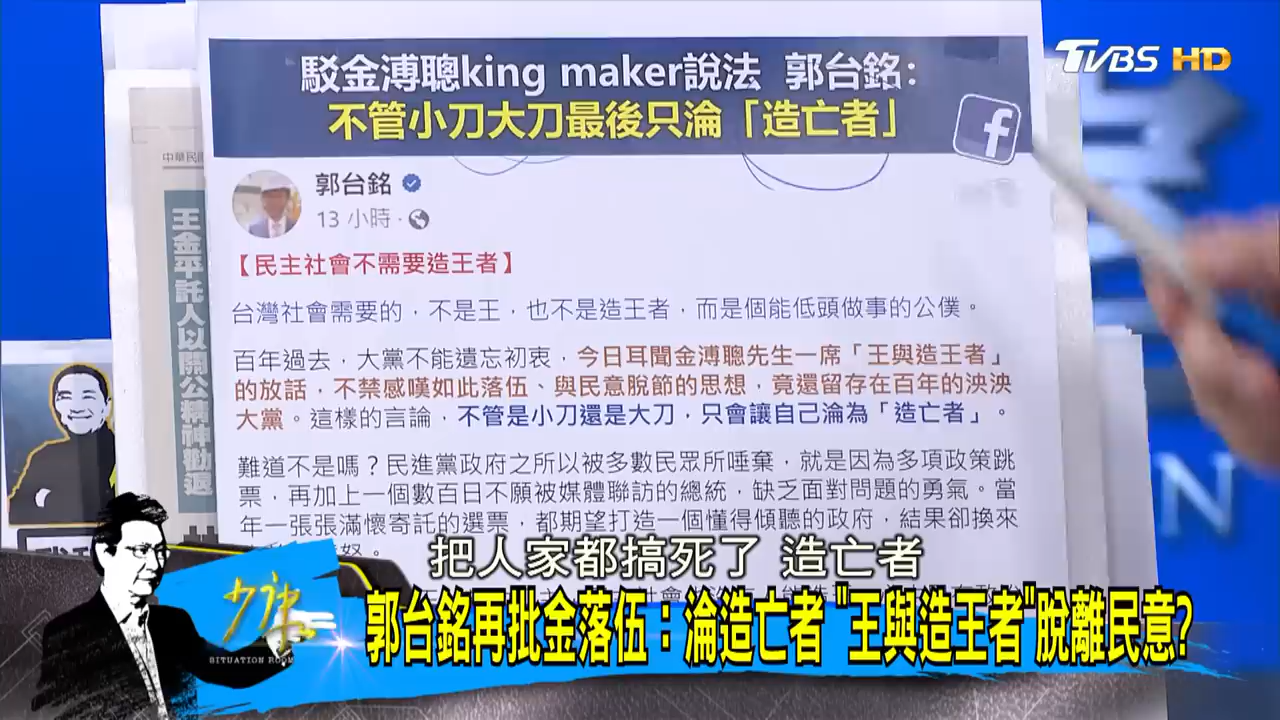 TVBS HD
駁金溥聰king maker說法 郭台銘：
不管小刀大刀最後只淪「造亡者」
f
中華民國
王金平託人以關公精神勸退
郭台銘
13 小時·
【民主社會不需要造王者】
台灣社會需要的，不是王，也不是造王者，而是個能低頭做事的公僕。
百年過去，大黨不能遺忘初衷，今日耳聞金溥聰先生一席「王與造王者」
的放話，不禁感嘆如此落伍、與民意脫節的思想，竟還留存在百年的泱泱
大黨。這樣的言論，不管是小刀還是大刀，只會讓自己淪為「造亡者」。
難道不是嗎？民進黨政府之所以被多數民眾所唾棄，就是因為多項政策跳
票，再加上一個數百日不願被媒體聯訪的總統，缺乏面對問題的勇氣。當
年一張張滿懷寄託的選票，都期望打造一個懂得傾聽的政府，結果卻換來
怒。
把人家都搞死了 造亡者
少康
SITUATION ROOM
郭台銘再批金落伍：淪造亡者 "王與造王者"脫離民意?
N